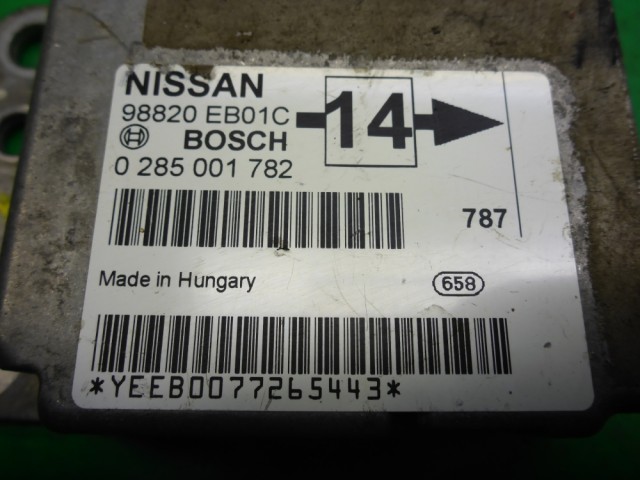 NISSAN
98820 EB01C
14
BOSCH
0 285 001 782
787
Made in Hungary
658
*YEEB0077265443*